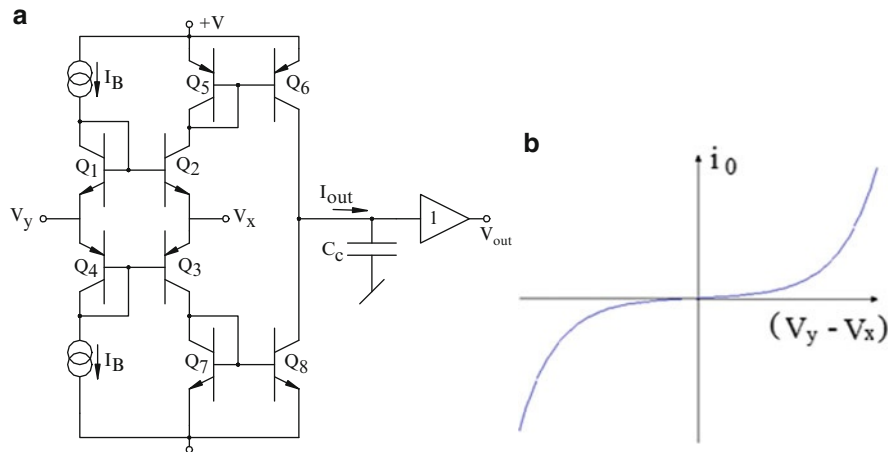 a
+V
I_B
Q_5
Q_6
Q_1
Q_2
V_y
V_x
I_out
1
V_out
C_c
Q_4
Q_3
I_B
Q_7
Q_8
b
i_0
(V_y - V_x)